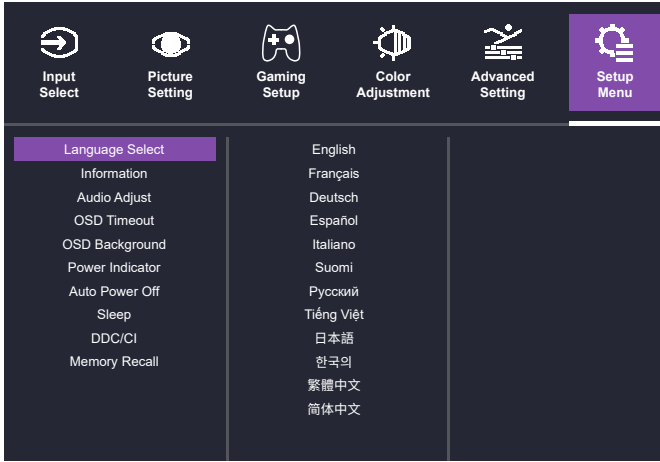 Input
Select
Picture
Setting
Gaming
Setup
Color
Adjustment
Advanced
Setting
Setup
Menu
Language Select
Information
Audio Adjust
OSD Timeout
OSD Background
Power Indicator
Auto Power Off
Sleep
DDC/CI
Memory Recall
English
Français
Deutsch
Español
Italiano
Suomi
Русский
Tiếng Việt
日本語
한국의
繁體中文
简体中文